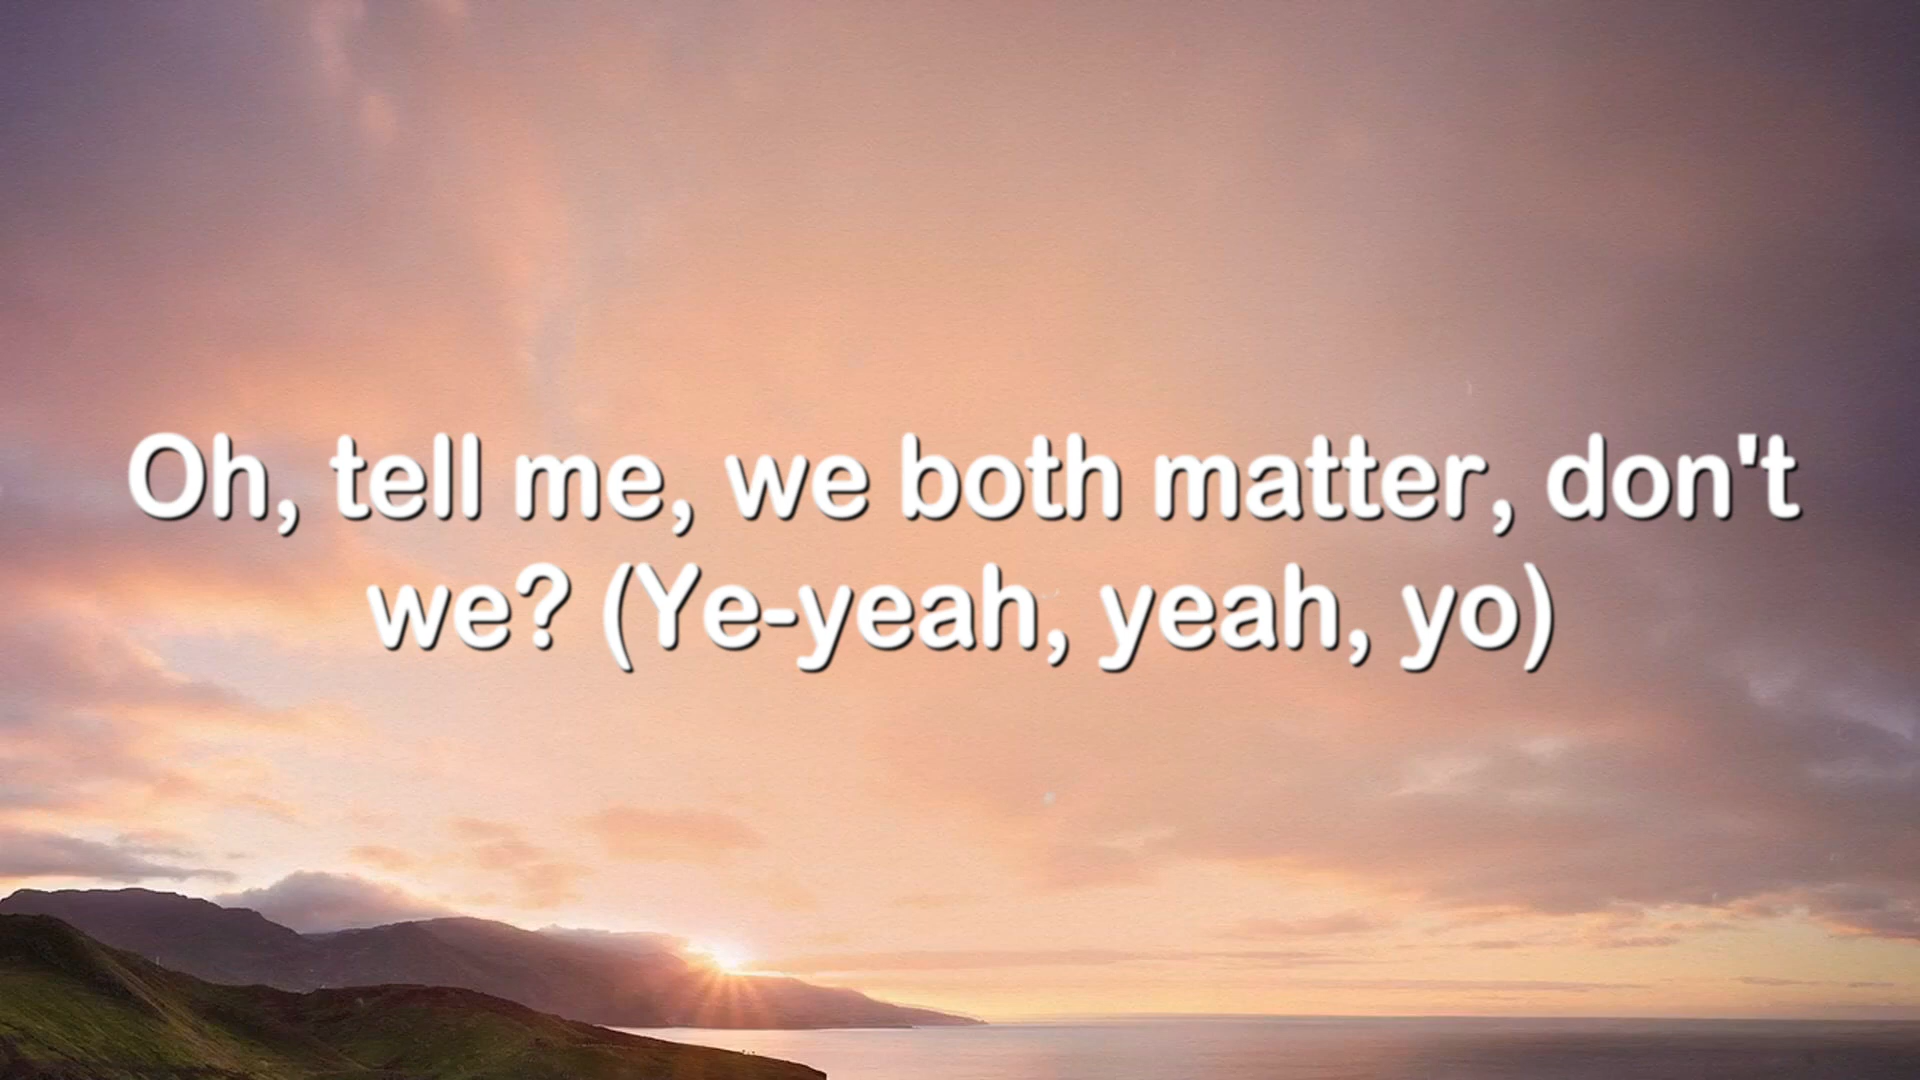 Oh, tell me, we both matter, don't
we? (Ye-yeah, yeah, yo)